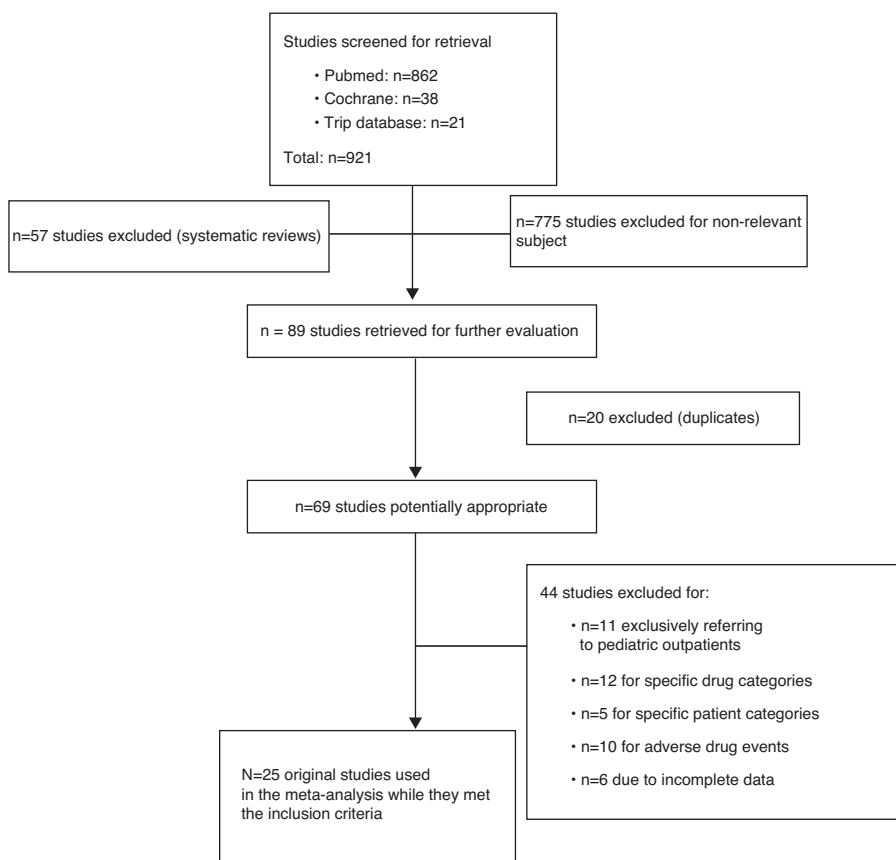 Studies screened for retrieval
• Pubmed: n=862
• Cochrane: n=38
• Trip database: n=21
Total: n=921
n=57 studies excluded (systematic reviews)
n=775 studies excluded for non-relevant
subject
n = 89 studies retrieved for further evaluation
n=20 excluded (duplicates)
n=69 studies potentially appropriate
44 studies excluded for:
• n=11 exclusively referring
to pediatric outpatients
• n=12 for specific drug categories
• n=5 for specific patient categories
• n=10 for adverse drug events
• n=6 due to incomplete data
N=25 original studies used
in the meta-analysis while they met
the inclusion criteria